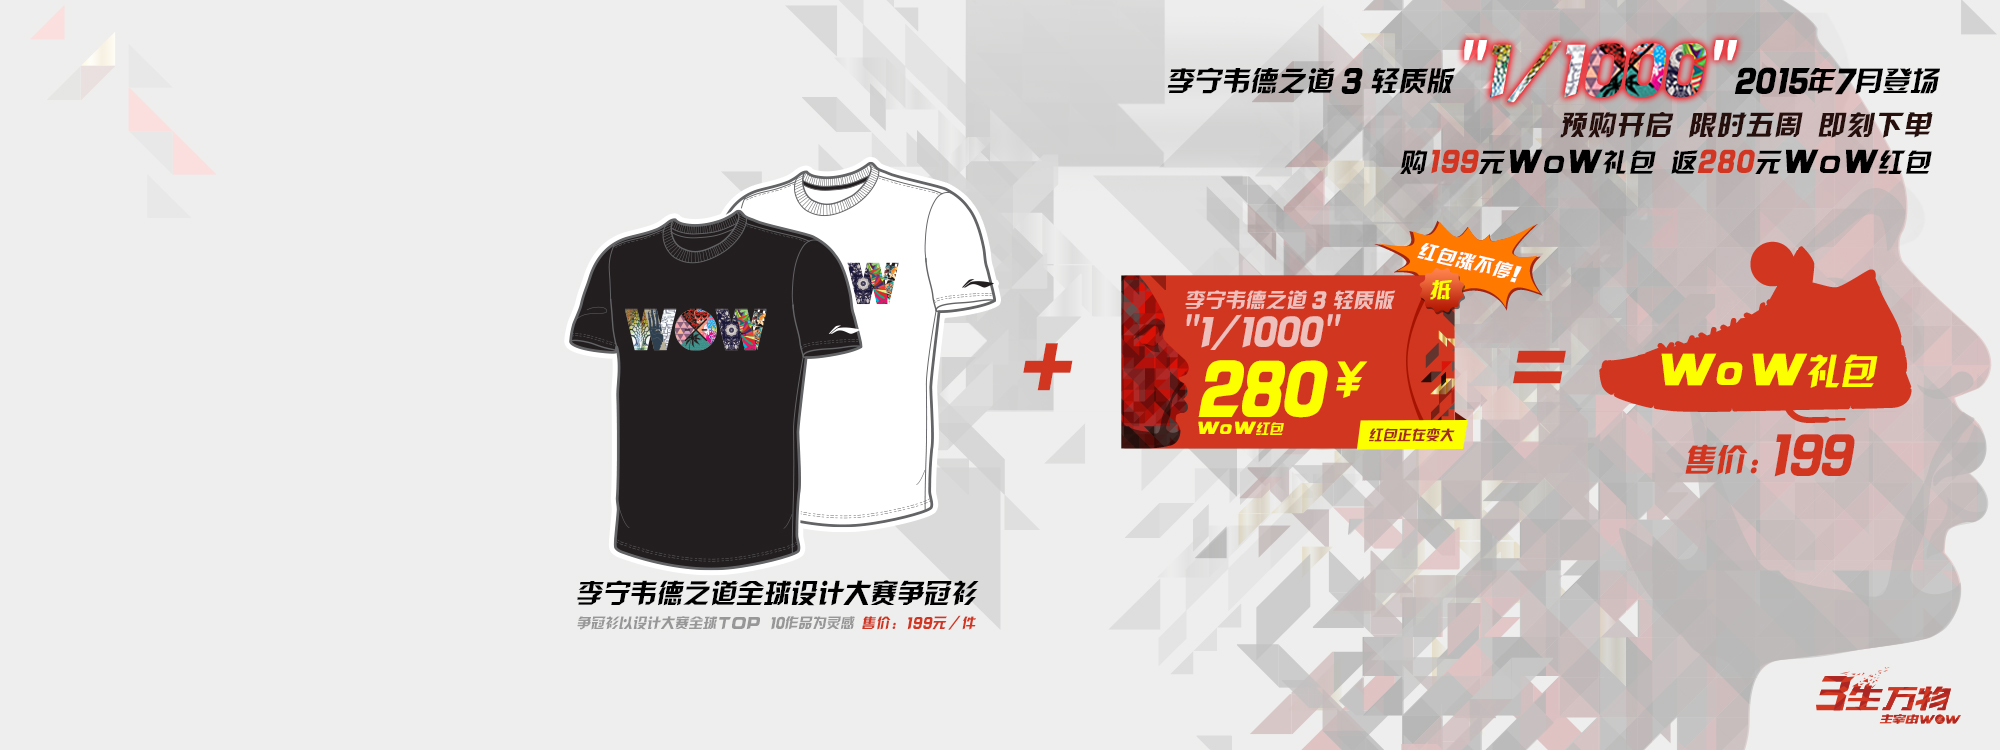 李宁韦德之道 3 轻质版 "1/1000" 2015年7月登场
预购开启 限时五周 即刻下单
购199元WoW礼包 返280元WoW红包
WOW
W
李宁韦德之道全球设计大赛争冠衫
争冠衫以设计大赛全球TOP 10作品为灵感 售价：199元／件
+
红包涨不停！
抵
李宁韦德之道 3 轻质版
"1/1000"
280¥
WoW红包
红包正在变大
=
WoW礼包
售价：199
3生万物
主宰由WOW